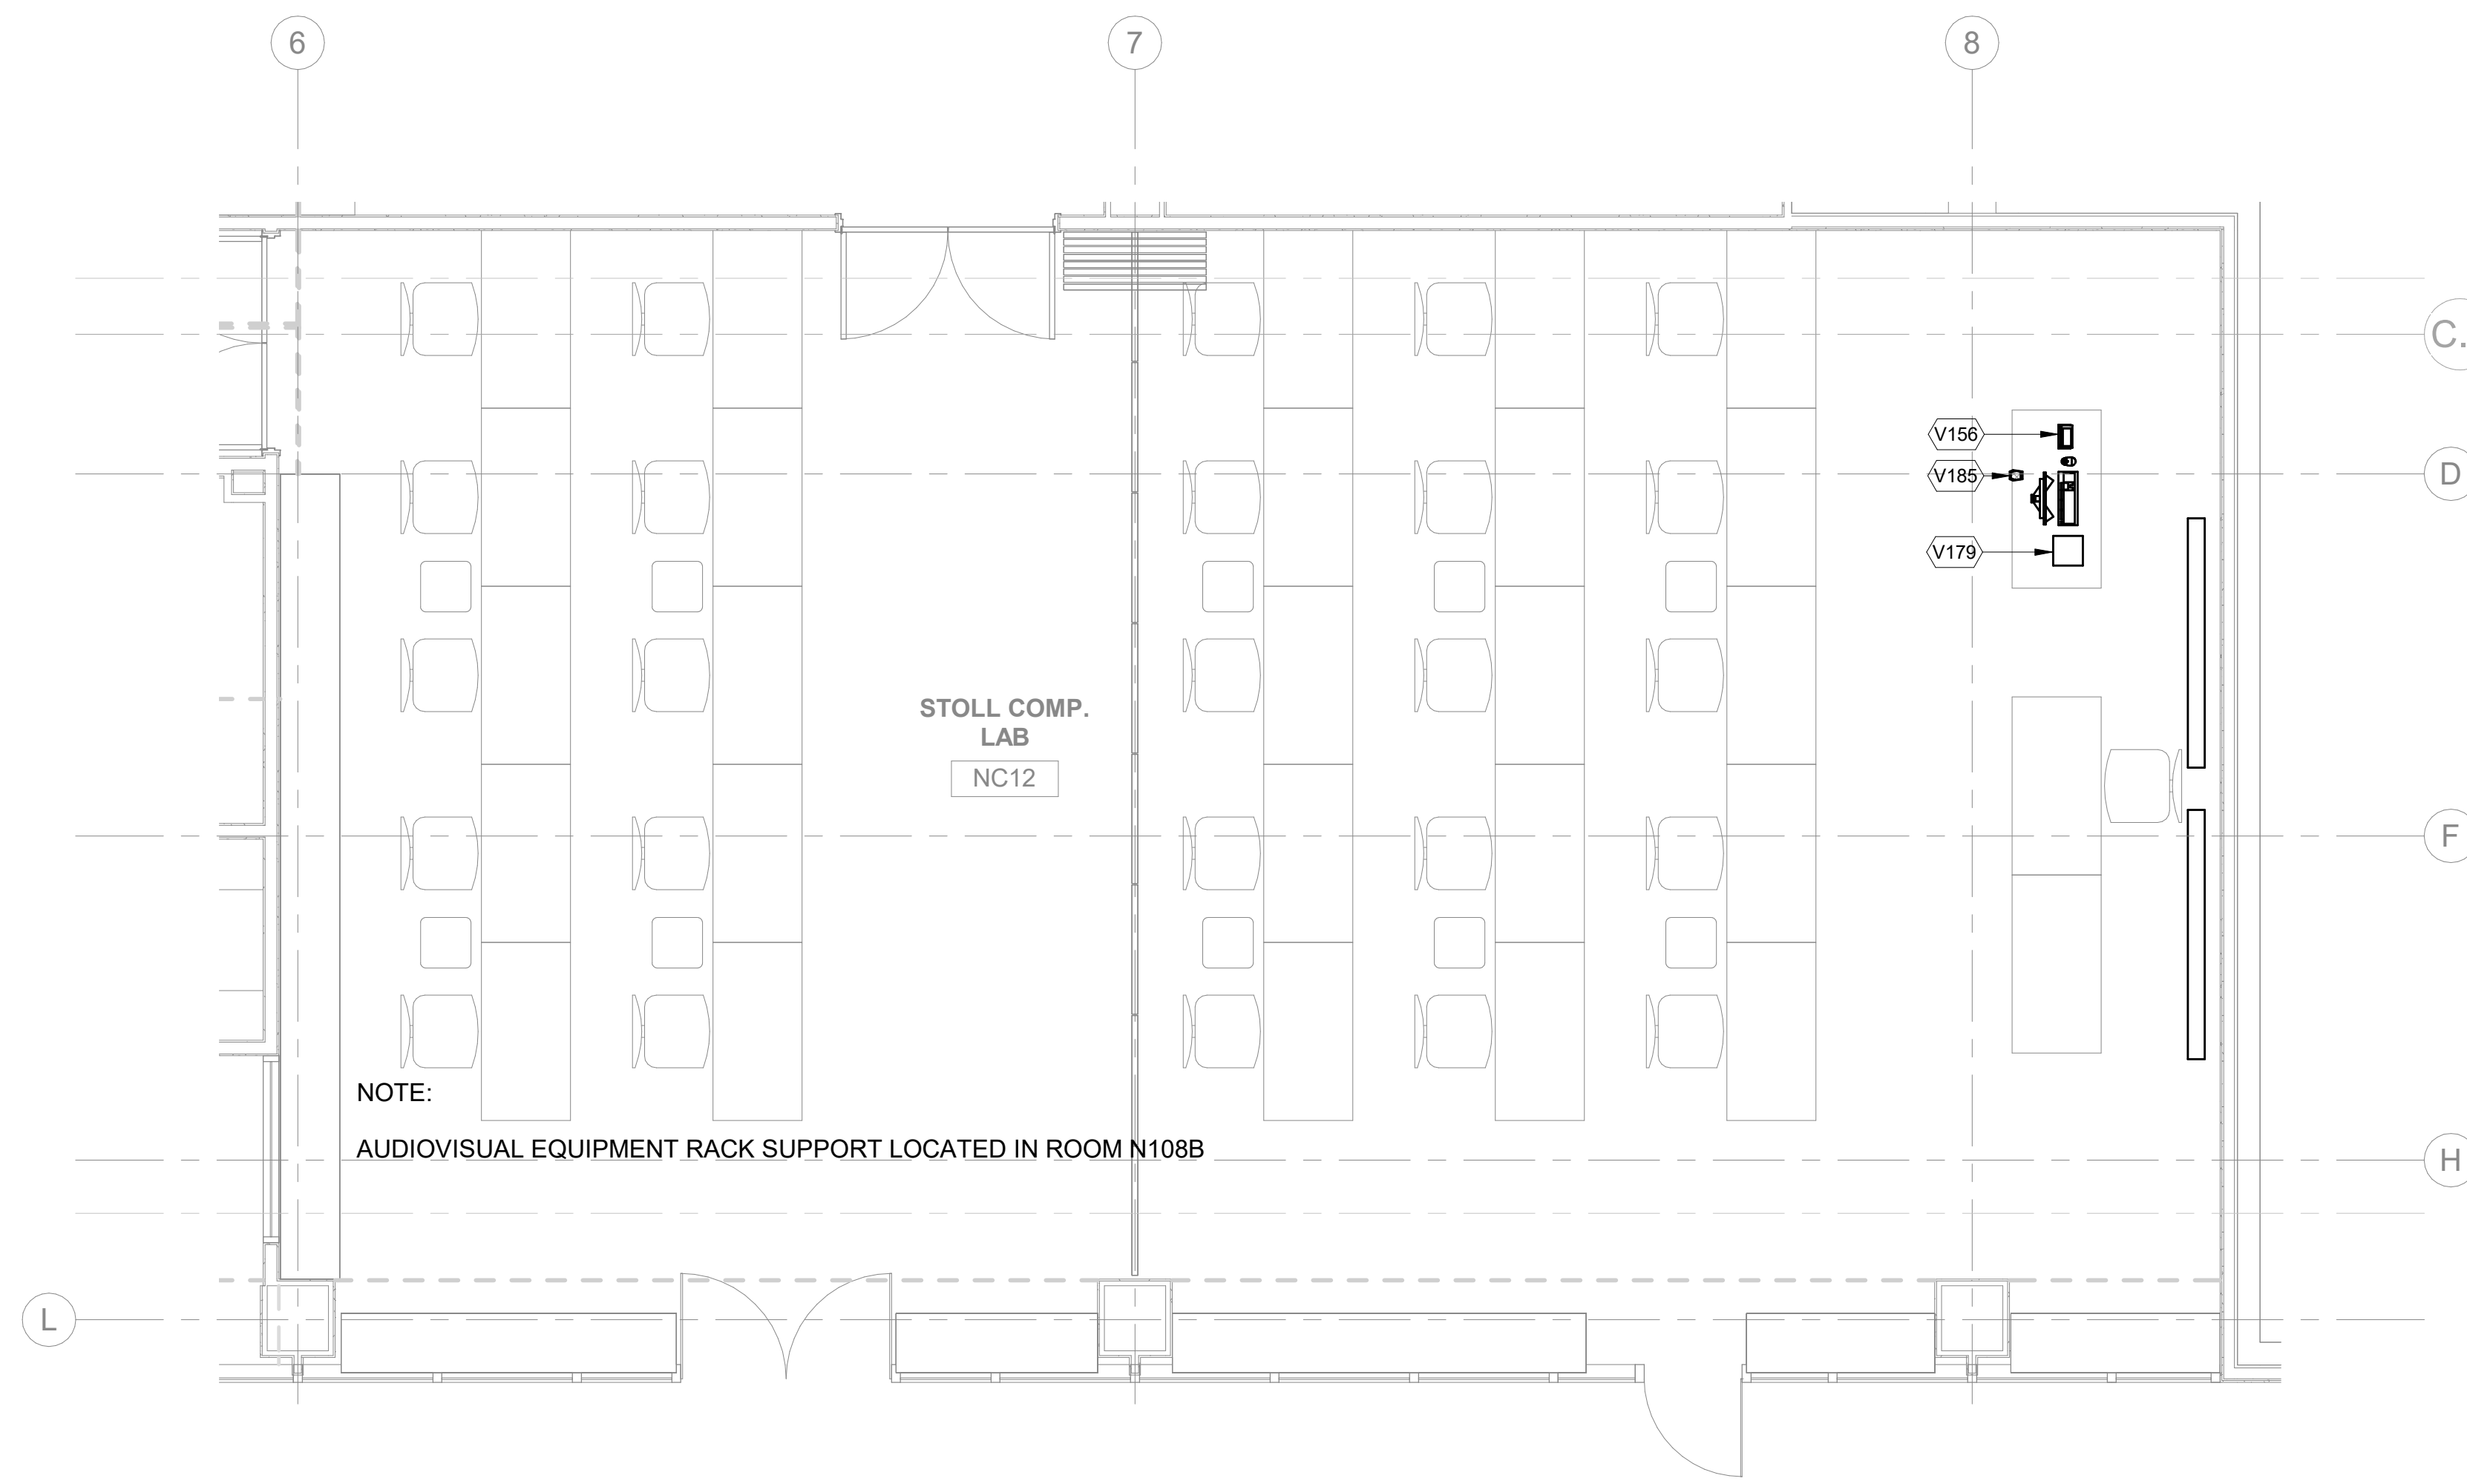 6
7
8
C.
V156
D
V185
V179
STOLL COMP.
LAB
NC12
F
NOTE:
AUDIOVISUAL EQUIPMENT RACK SUPPORT LOCATED IN ROOM N108B
H
L